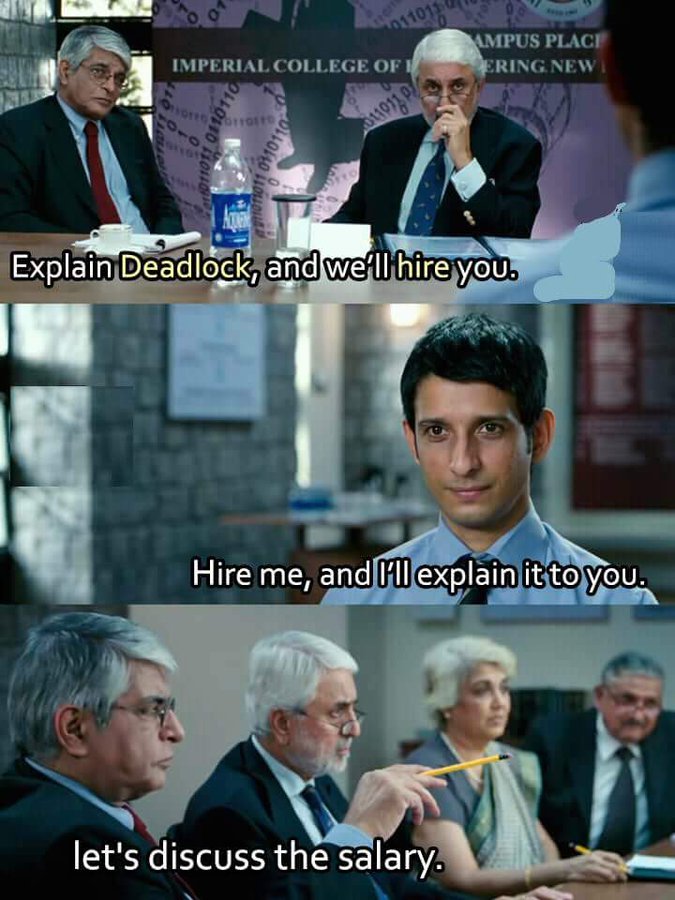 AMPUS PLAC
IMPERIAL COLLEGE OF
ERING NEW
AQUAFINA
Explain Deadlock, and we'll hire you.
Hire me, and I'll explain it to you.
let's discuss the salary.